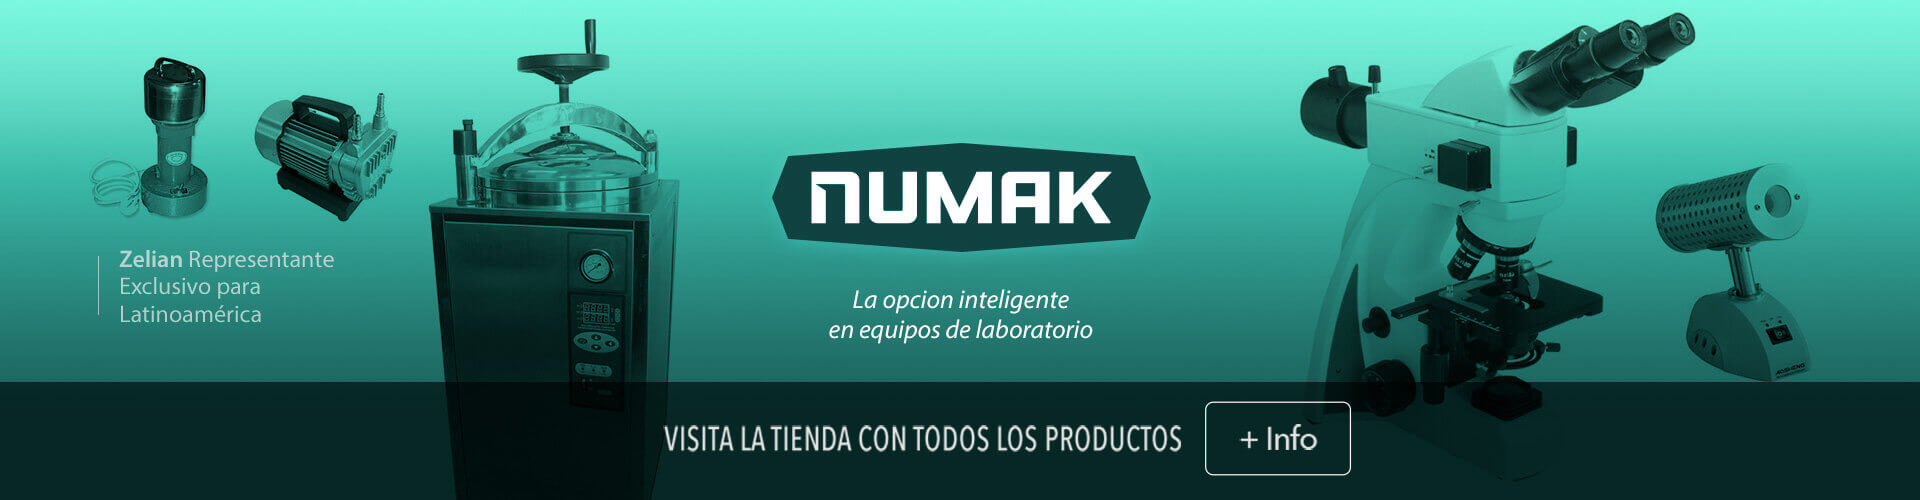 Zelian Representante
Exclusivo para
Latinoamérica
NUMAK
La opcion inteligente
en equipos de laboratorio
VISITA LA TIENDA CON TODOS LOS PRODUCTOS
+ Info
AOSHENG